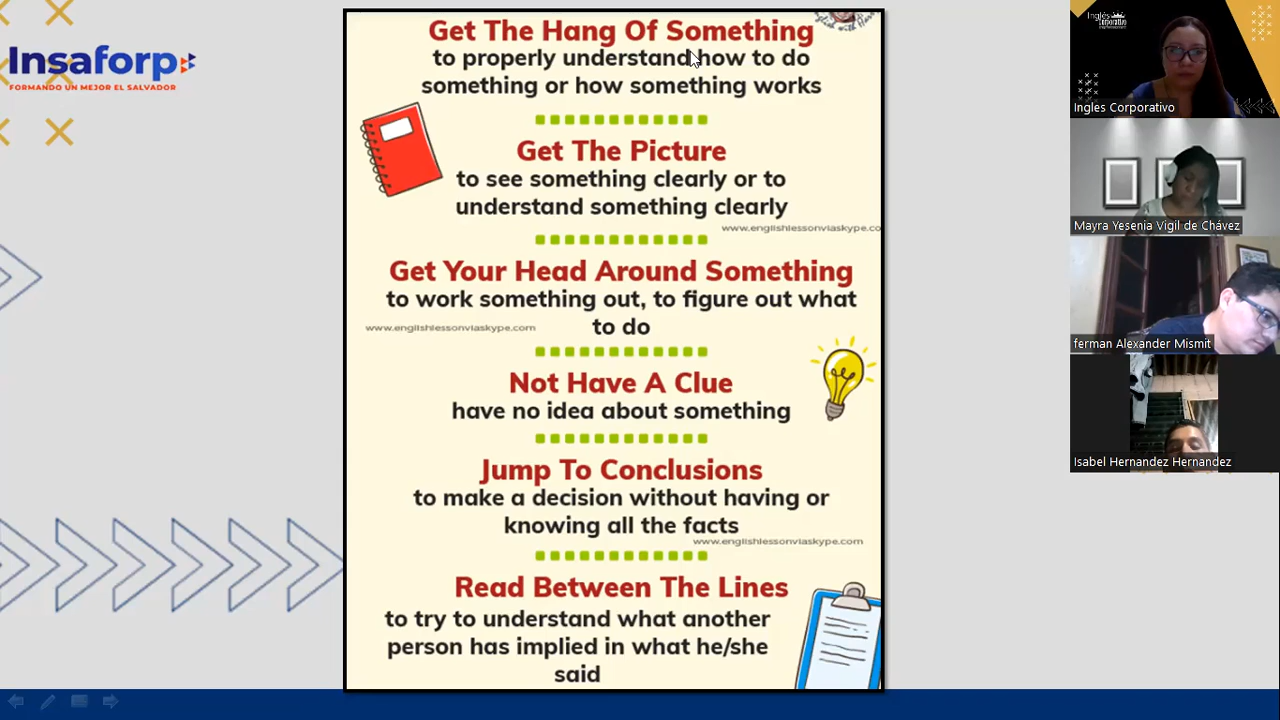 Insaforp
FORMANDO UN MEJOR EL SALVADOR
Get The Hang Of Something
to properly understand how to do
something or how something works
Get The Picture
to see something clearly or to
understand something clearly
www.englishlessonviaskype.co
Get Your Head Around Something
to work something out, to figure out what
to do
www.englishlessonviaskype.com
Not Have A Clue
have no idea about something
Jump To Conclusions
to make a decision without having or
knowing all the facts
www.englishlessonviaskype.com
Read Between The Lines
to try to understand what another
person has implied in what he/she
said
Inglés
Corporativo
Ingles Corporativo
Mayra Yesenia Vigil de Chávez
ferman Alexander Mismit
Isabel Hernandez Hernandez